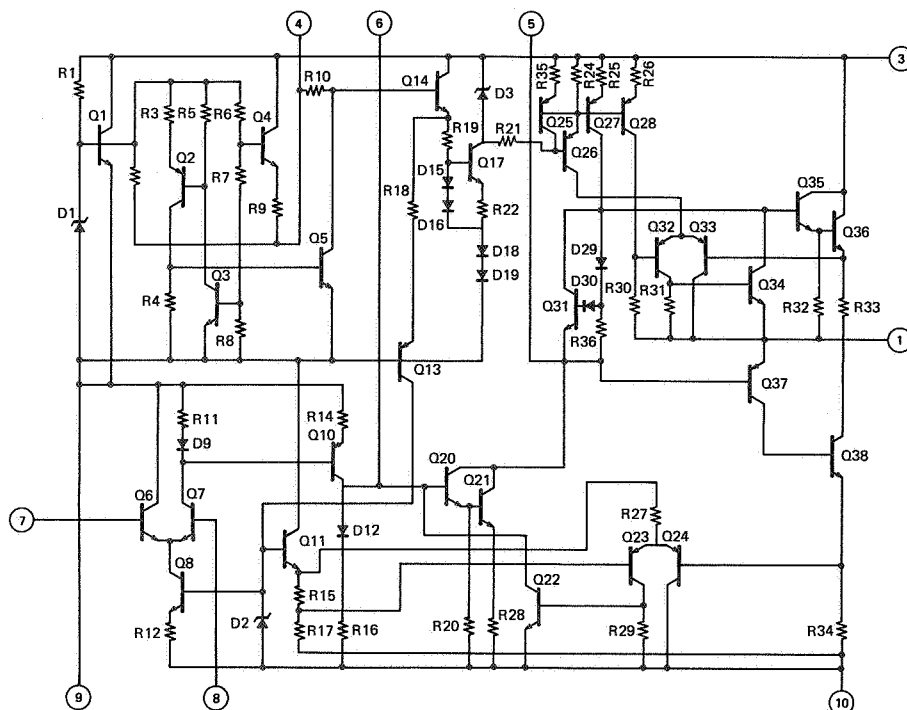 4
6
5
3
R1
R10
Q14
R35
R24
R25
R26
Q1
R3
R5
R6
Q4
D3
R19
R21
Q25
Q27
Q28
Q26
Q2
D15
Q17
R7
R18
Q35
D1
R9
D16
R22
Q32
Q33
Q36
Q5
D18
D29
Q3
D19
D30
Q34
R4
Q31
R30
R31
R32
R33
R8
R36
1
Q13
Q37
R11
R14
Q10
D9
Q38
Q20
Q21
Q6
Q7
R27
7
D12
Q11
Q23
Q24
Q8
Q22
R15
R12
D2
R17
R16
R20
R28
R29
R34
9
8
10